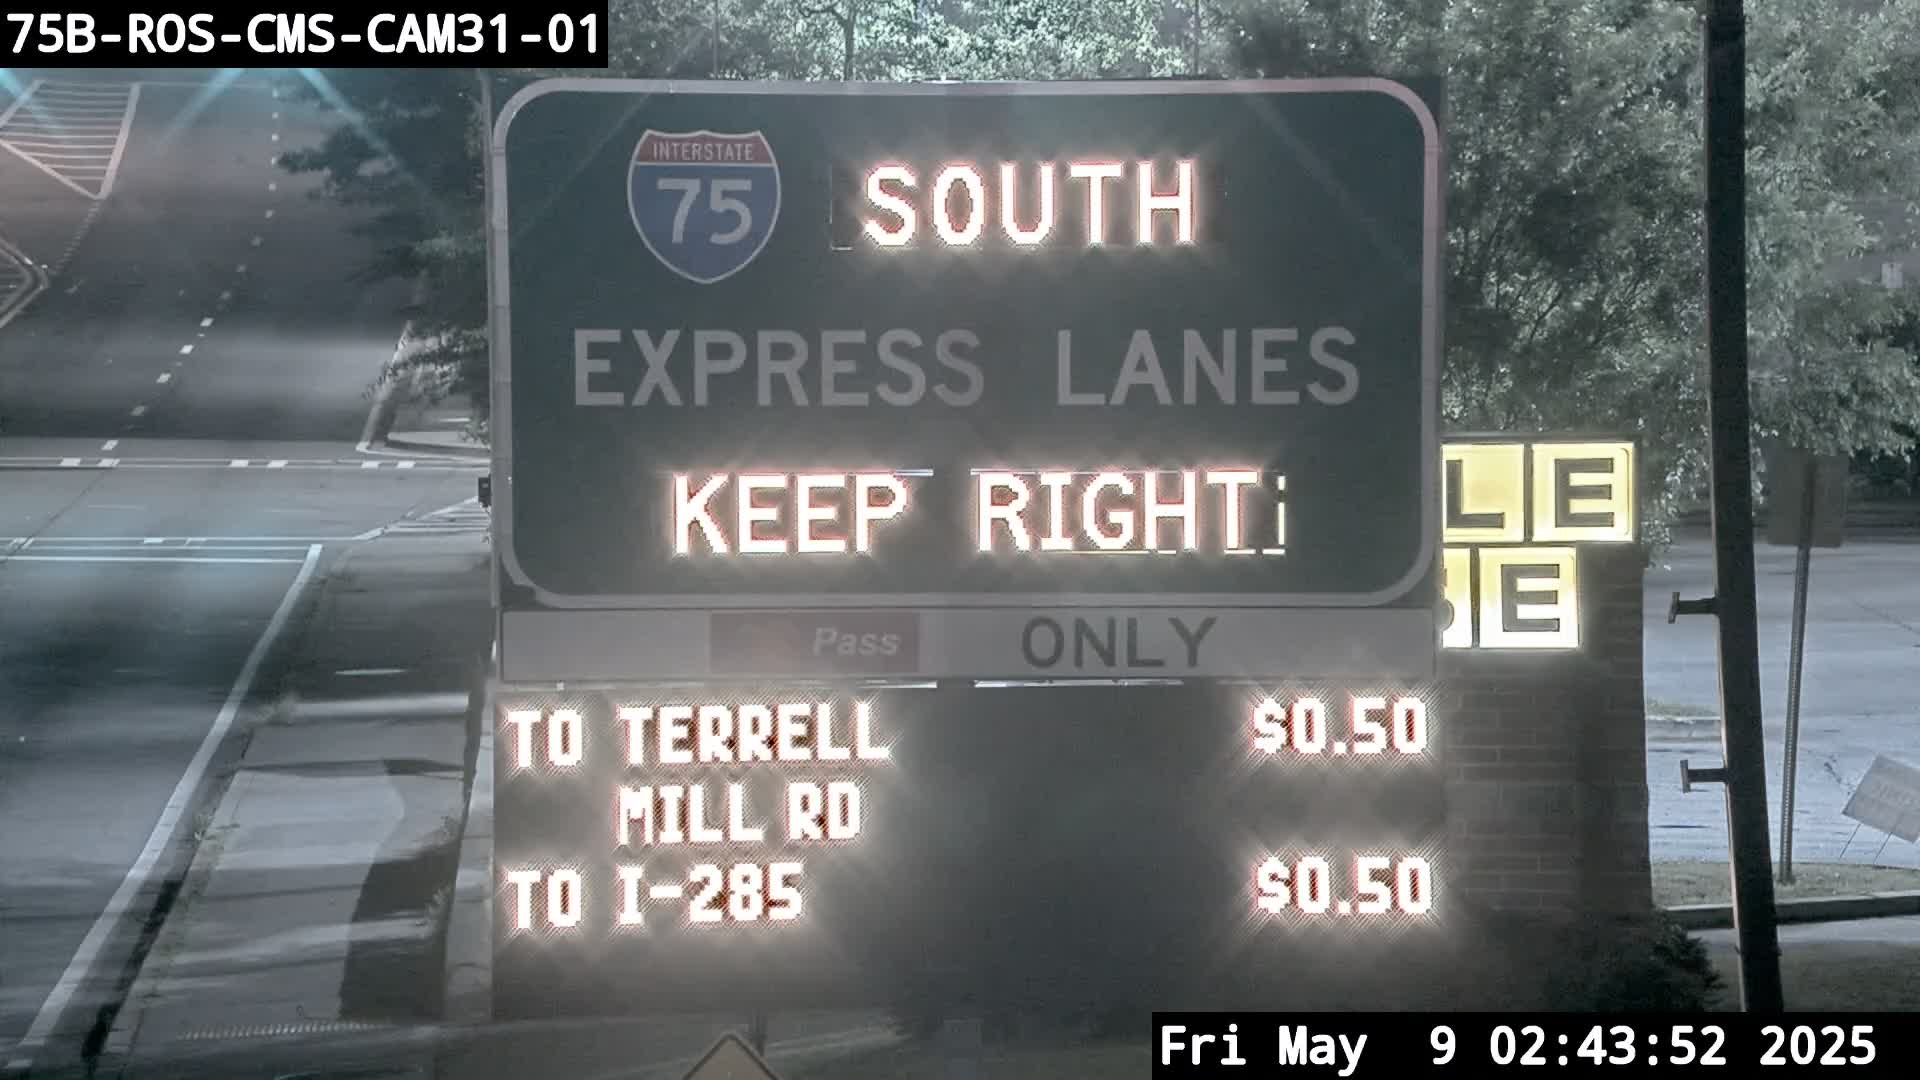 75B-ROS-CMS-CAM31-01
INTERSTATE
75
SOUTH
EXPRESS LANES
KEEP RIGHT
Pass ONLY
TO TERRELL $0.50
MILL RD
TO I-285 $0.50
LE
E
Fri May 9 02:43:52 2025